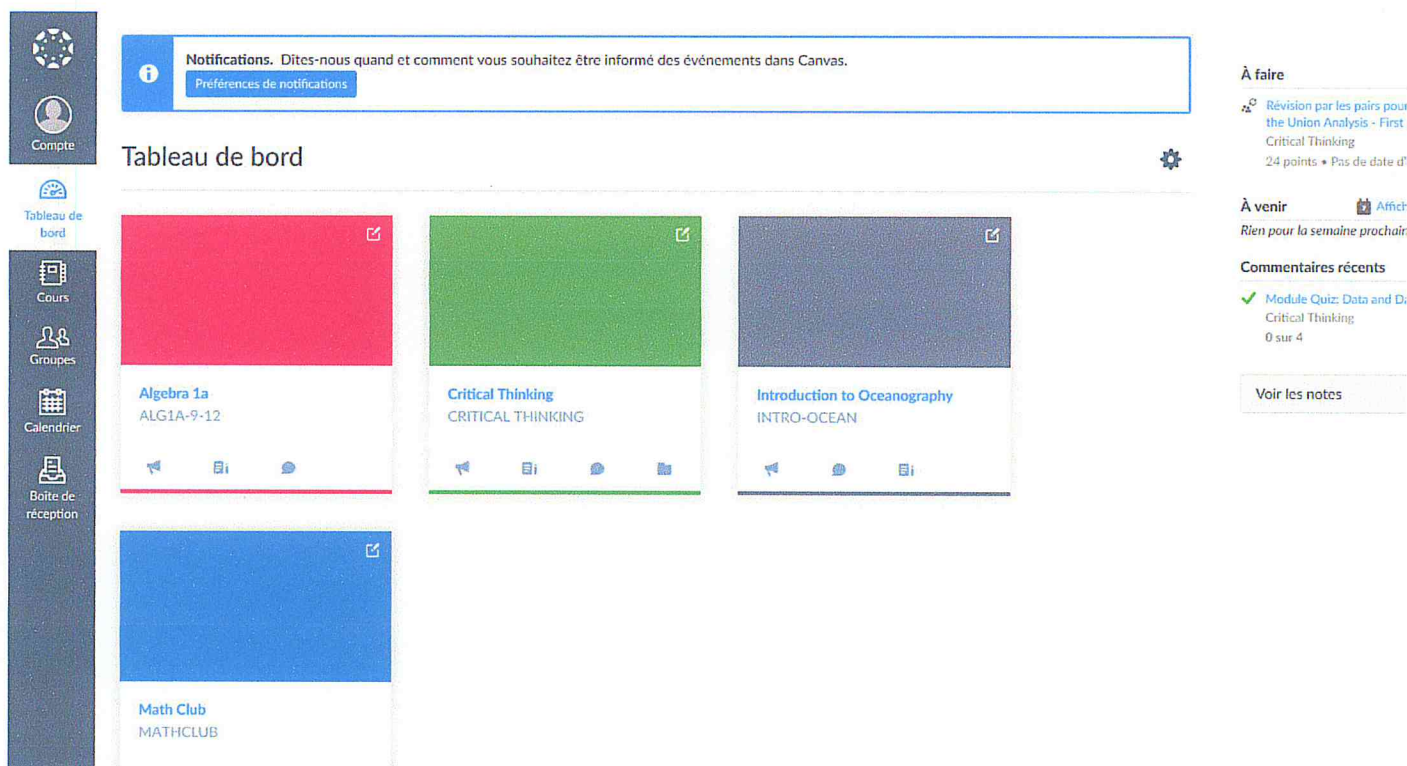 Notifications. Dites-nous quand et comment vous souhaitez être informé des événements dans Canvas.
Préférences de notifications
Compte
Tableau de bord
Tableau de
bord
Cours
Groupes
Calendrier
Boîte de
réception
Algebra 1a
ALG1A-9-12
Critical Thinking
CRITICAL THINKING
Introduction to Oceanography
INTRO-OCEAN
Math Club
MATHCLUB
À faire
Révision par les pairs pour
the Union Analysis - First
Critical Thinking
24 points • Pas de date d'
À venir
Rien pour la semaine
Commentaires récents
Module Quiz: Data and
Critical Thinking
0 sur 4
Voir les notes